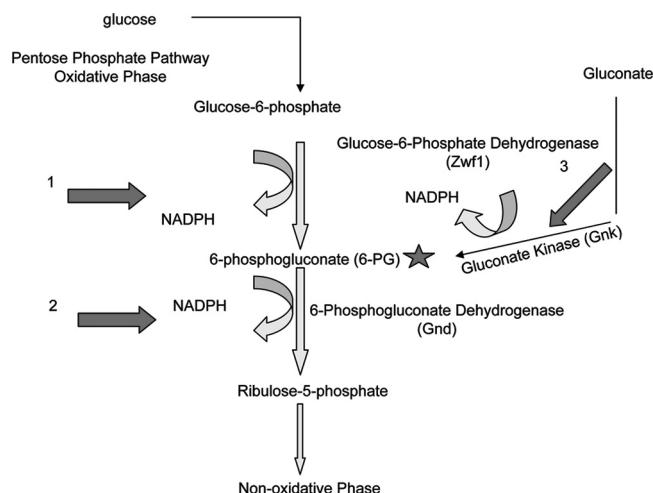 glucose
Pentose Phosphate Pathway
Oxidative Phase
Gluconate
Glucose-6-phosphate
Glucose-6-Phosphate Dehydrogenase
(Zwf1)
3
1
NADPH
NADPH
6-phosphogluconate (6-PG)
Gluconate Kinase (Gnk)
2
NADPH
6-Phosphogluconate Dehydrogenase
(Gnd)
Ribulose-5-phosphate
Non-oxidative Phase